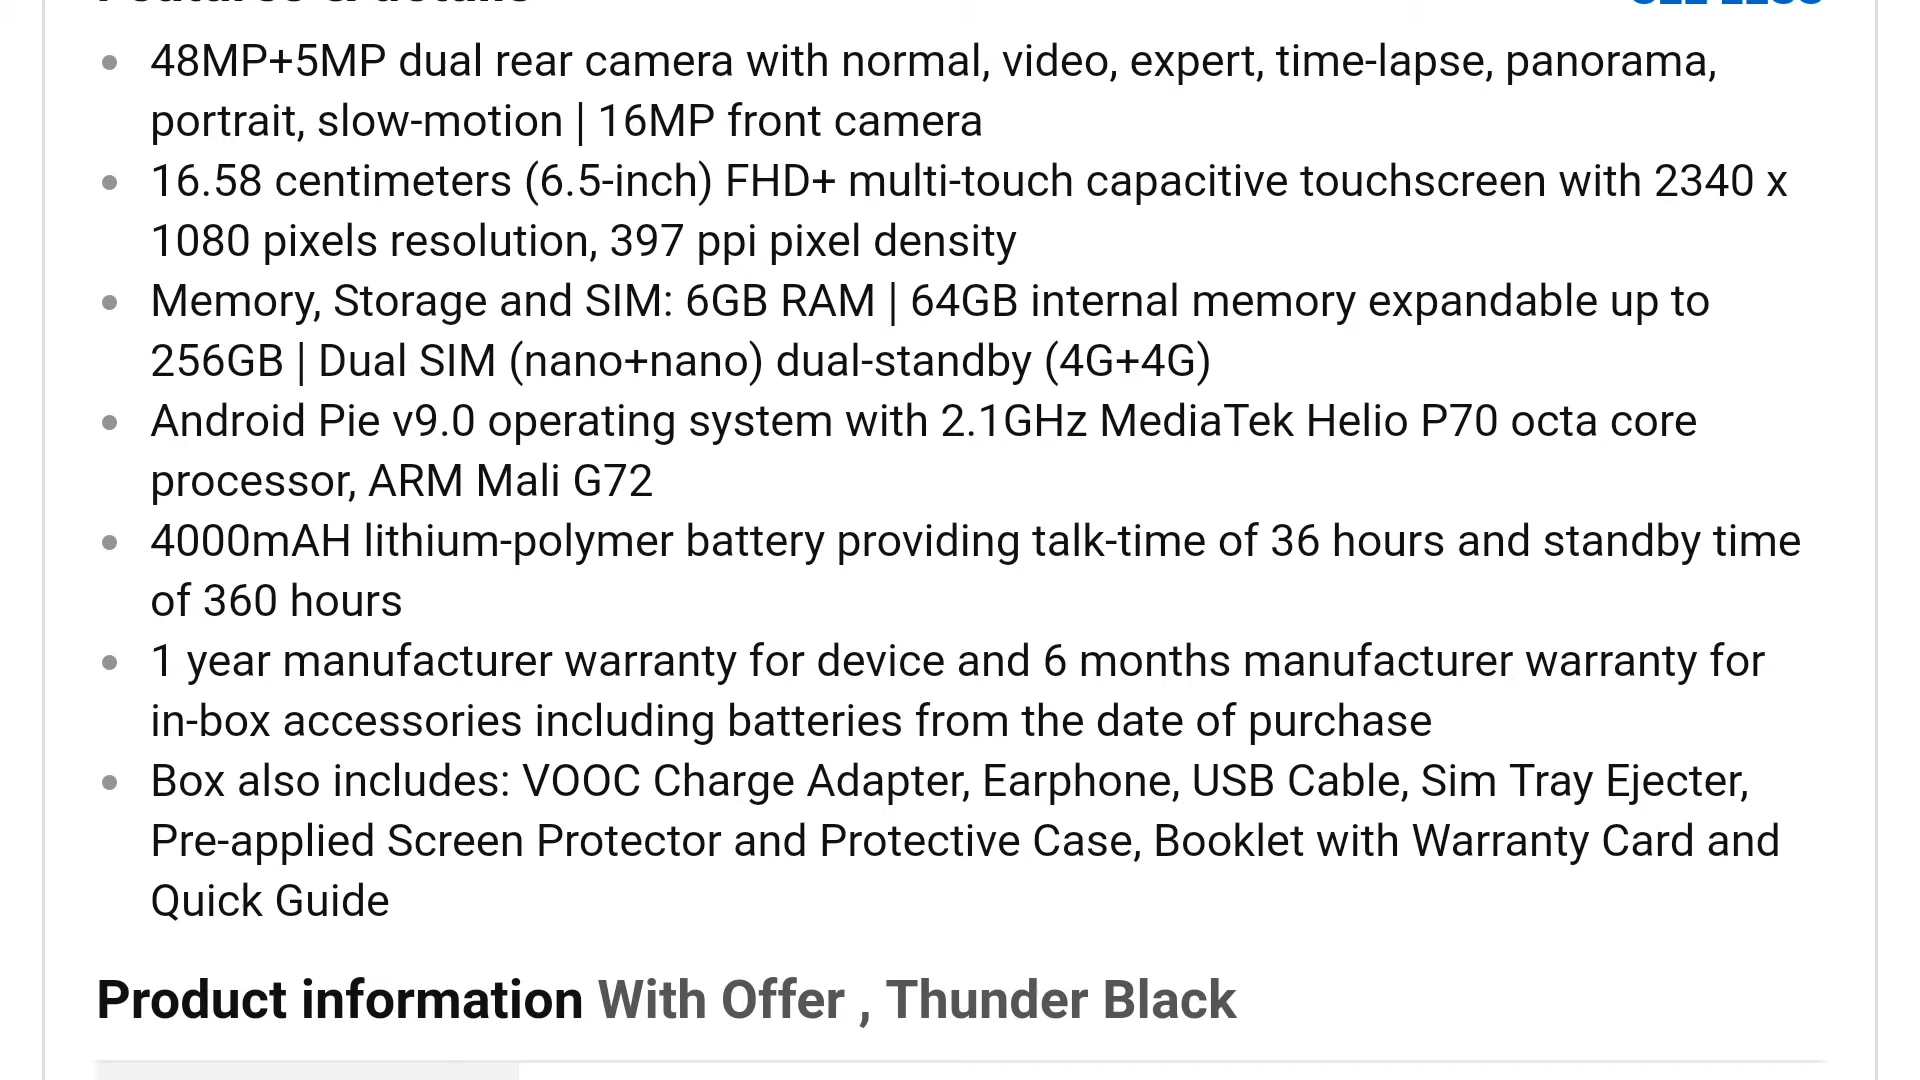 48MP+5MP dual rear camera with normal, video, expert, time-lapse, panorama,
portrait, slow-motion | 16MP front camera
16.58 centimeters (6.5-inch) FHD+ multi-touch capacitive touchscreen with 2340 x
1080 pixels resolution, 397 ppi pixel density
Memory, Storage and SIM: 6GB RAM | 64GB internal memory expandable up to
256GB | Dual SIM (nano+nano) dual-standby (4G+4G)
Android Pie v9.0 operating system with 2.1GHz MediaTek Helio P70 octa core
processor, ARM Mali G72
4000mAH lithium-polymer battery providing talk-time of 36 hours and standby time
of 360 hours
1 year manufacturer warranty for device and 6 months manufacturer warranty for
in-box accessories including batteries from the date of purchase
Box also includes: VOOC Charge Adapter, Earphone, USB Cable, Sim Tray Ejecter,
Pre-applied Screen Protector and Protective Case, Booklet with Warranty Card and
Quick Guide
Product information With Offer , Thunder Black